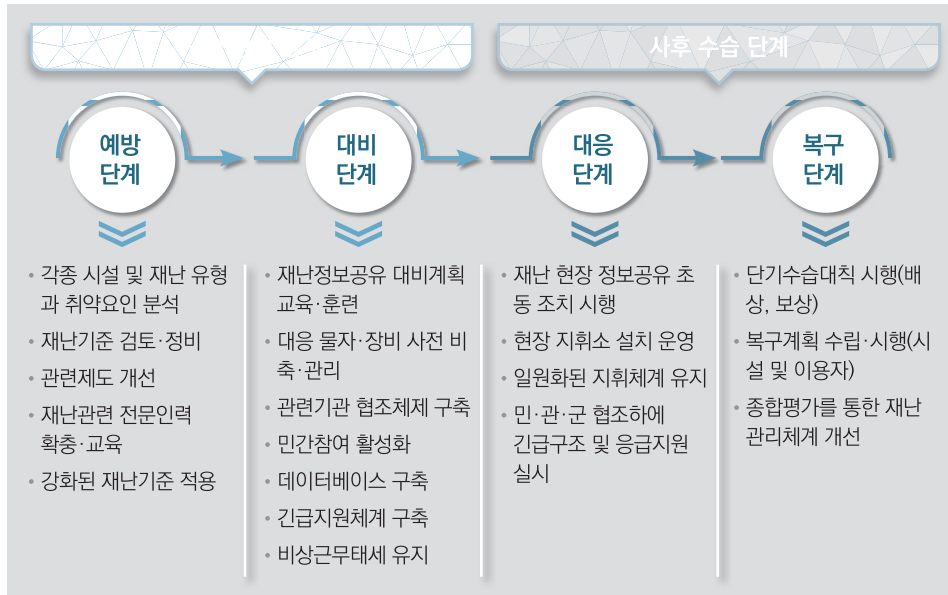 사후 수습 단계
예방
단계
대비
단계
대응
단계
복구
단계
• 각종 시설 및 재난 유형
과 취약요인 분석
• 재난기준 검토·정비
• 관련제도 개선
• 재난관련 전문인력
확충·교육
• 강화된 재난기준 적용
• 재난정보공유 대비계획
교육·훈련
• 대응 물자·장비 사전 비
축·관리
• 관련기관 협조체제 구축
• 민간참여 활성화
• 데이터베이스 구축
• 긴급지원체계 구축
• 비상근무태세 유지
• 재난 현장 정보공유 초
동 조치 시행
• 현장 지휘소 설치 운영
• 일원화된 지휘체계 유지
• 민·관·군 협조하에
긴급구조 및 응급지원
실시
• 단기수습대칙 시행(배
상, 보상)
• 복구계획 수립·시행(시
설 및 이용자)
• 종합평가를 통한 재난
관리체계 개선